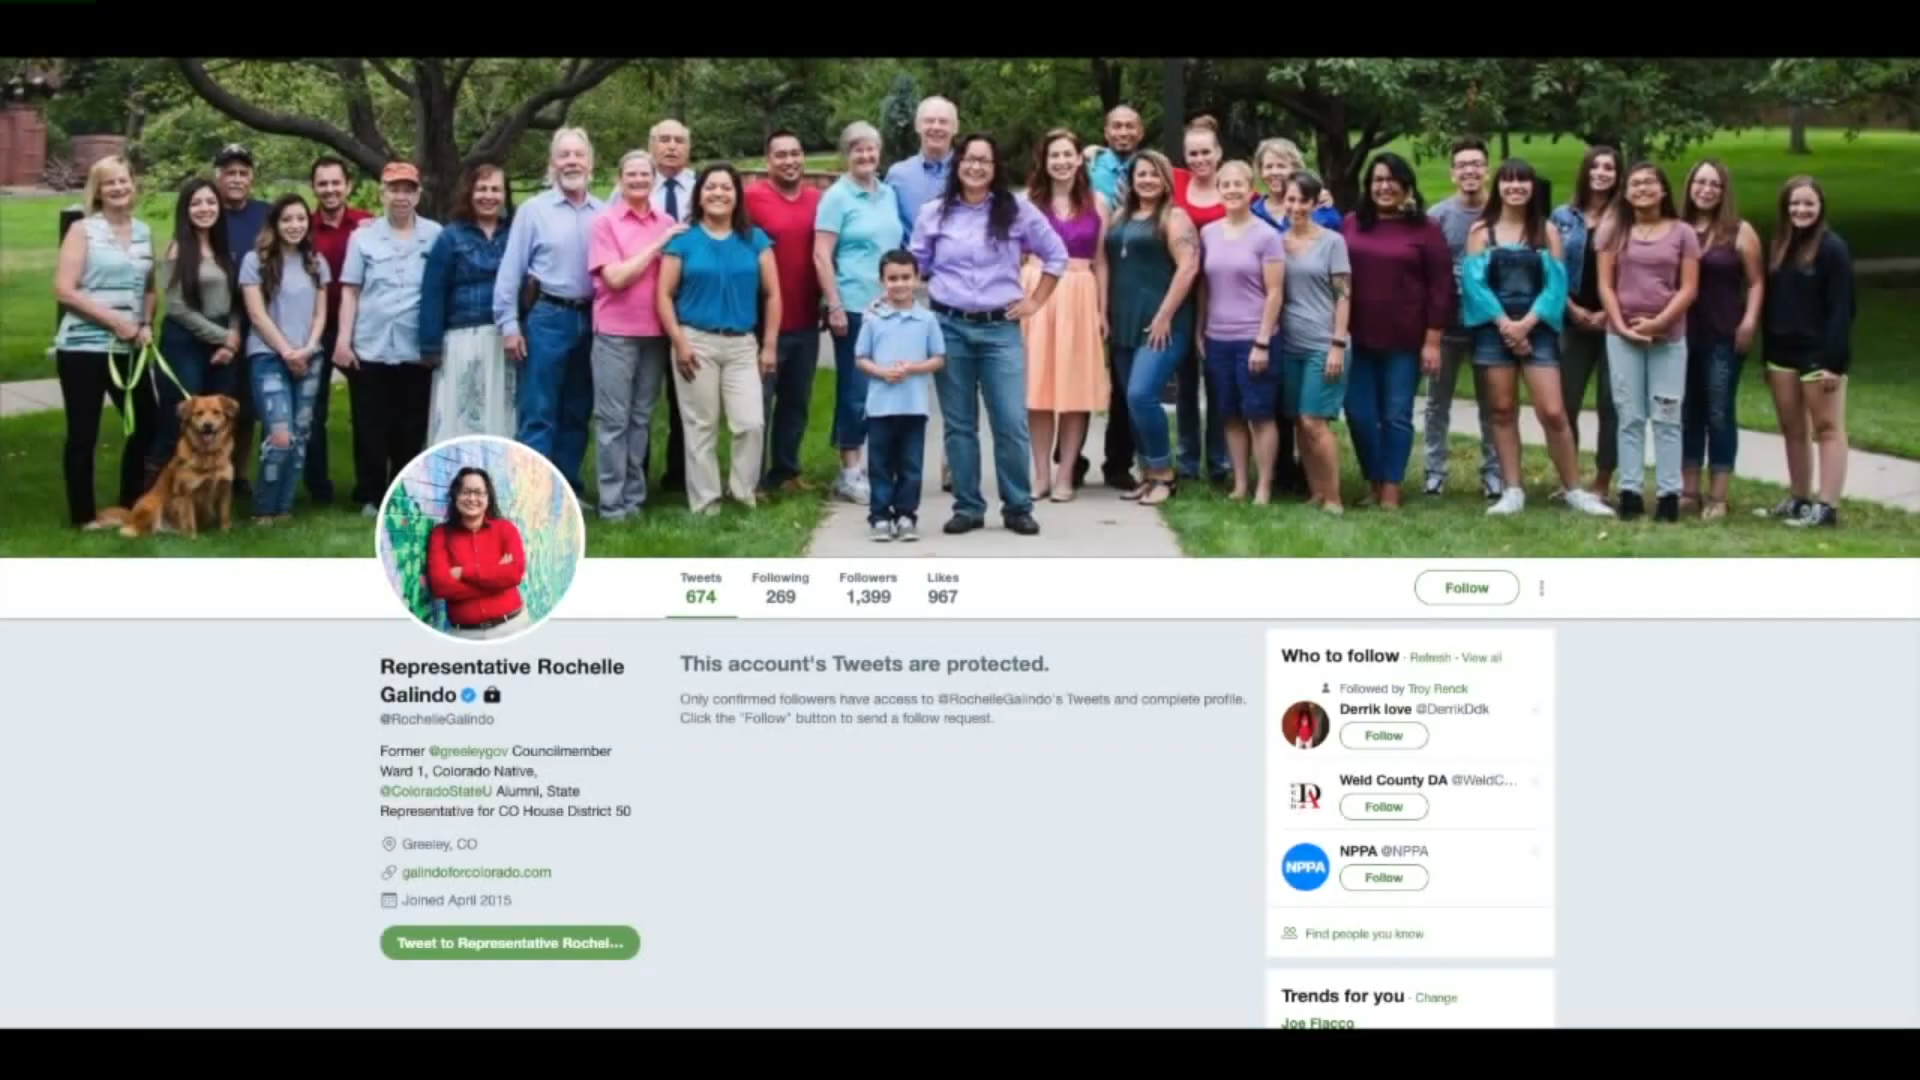 Tweets
674
Following
269
Followers
1,399
Likes
967
Follow
Representative Rochelle
Galindo
@RochelleGalindo
Former @greeleygov Councilmember
Ward 1, Colorado Native,
@ColoradoStateU Alumni, State
Representative for CO House District 50
Greeley, CO
galindoforcolorado.com
Joined April 2015
Tweet to Representative Rochel...
This account's Tweets are protected.
Only confirmed followers have access to @RochelleGalindo's Tweets and complete profile.
Click the "Follow" button to send a follow request.
Who to follow · Refresh · View all
Followed by Troy Renck
Derrik love @DerrikDdk
Follow
Weld County DA @WeldC...
Follow
NPPA
NPPA @NPPA
Follow
Find people you know
Trends for you · Change
Joe Flacco